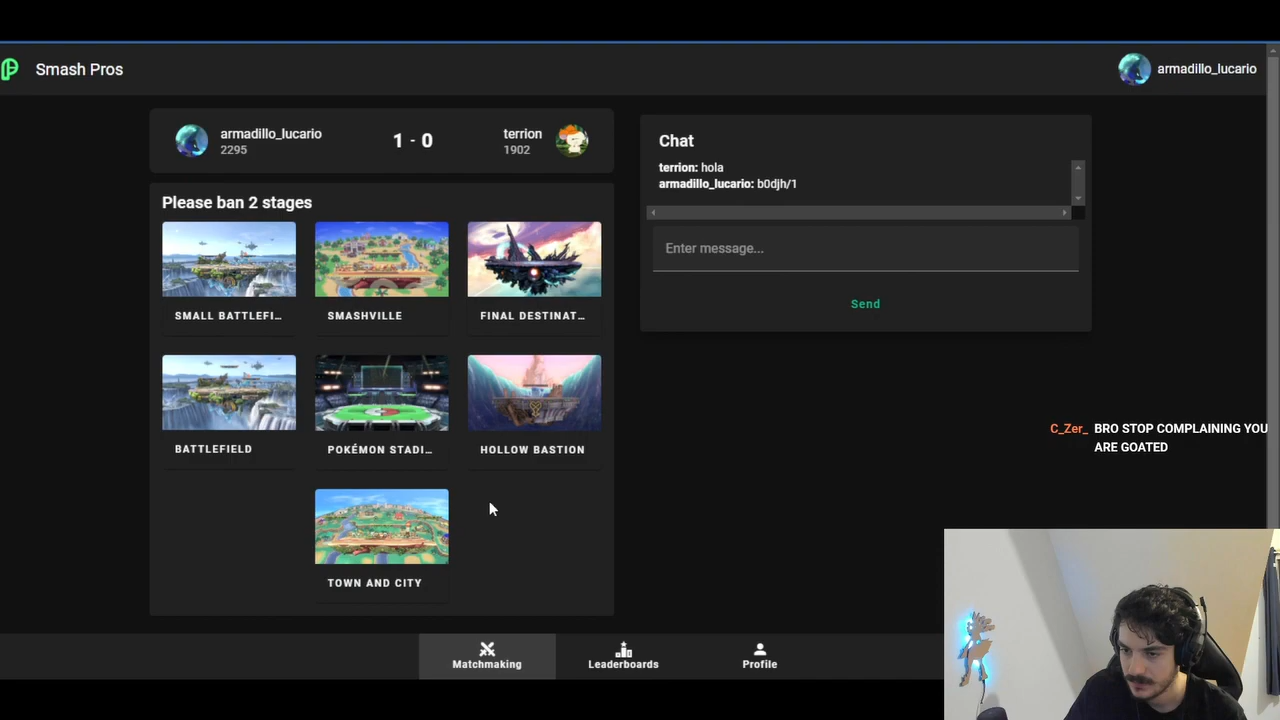 Smash Pros
armadillo_lucario
armadillo_lucario
2295
1 - 0
terrion
1902
Please ban 2 stages
SMALL BATTLEFI...
SMASHVILLE
FINAL DESTINAT...
BATTLEFIELD
POKÉMON STADI...
HOLLOW BASTION
TOWN AND CITY
Chat
terrion: hola
armadillo_lucario: b0djh/1
Enter message...
Send
C_Zer_ BRO STOP COMPLAINING YOU
ARE GOATED
Matchmaking
Leaderboards
Profile